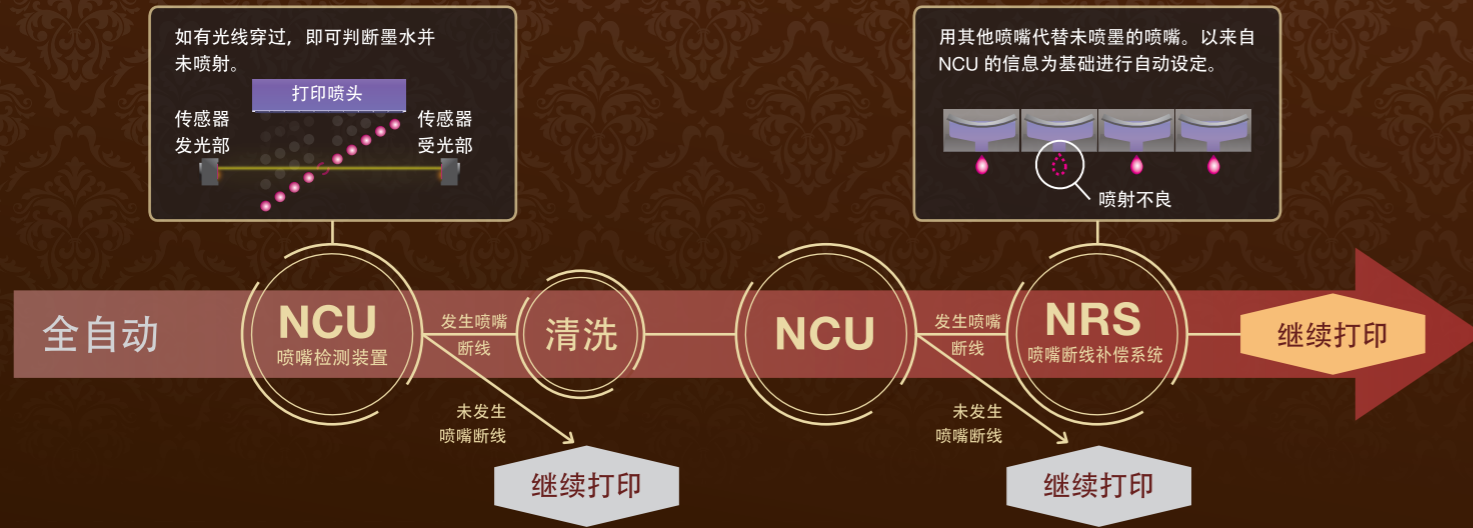 如有光线穿过，即可判断墨水并
未喷射。
打印喷头
传感器
发光部
传感器
受光部
用其他喷嘴代替未喷墨的喷嘴。以来自
NCU 的信息为基础进行自动设定。
喷射不良
全自动
NCU
喷嘴检测装置
发生喷嘴
断线
清洗
NCU
发生喷嘴
断线
NRS
喷嘴断线补偿系统
继续打印
未发生
喷嘴断线
继续打印
未发生
喷嘴断线
继续打印